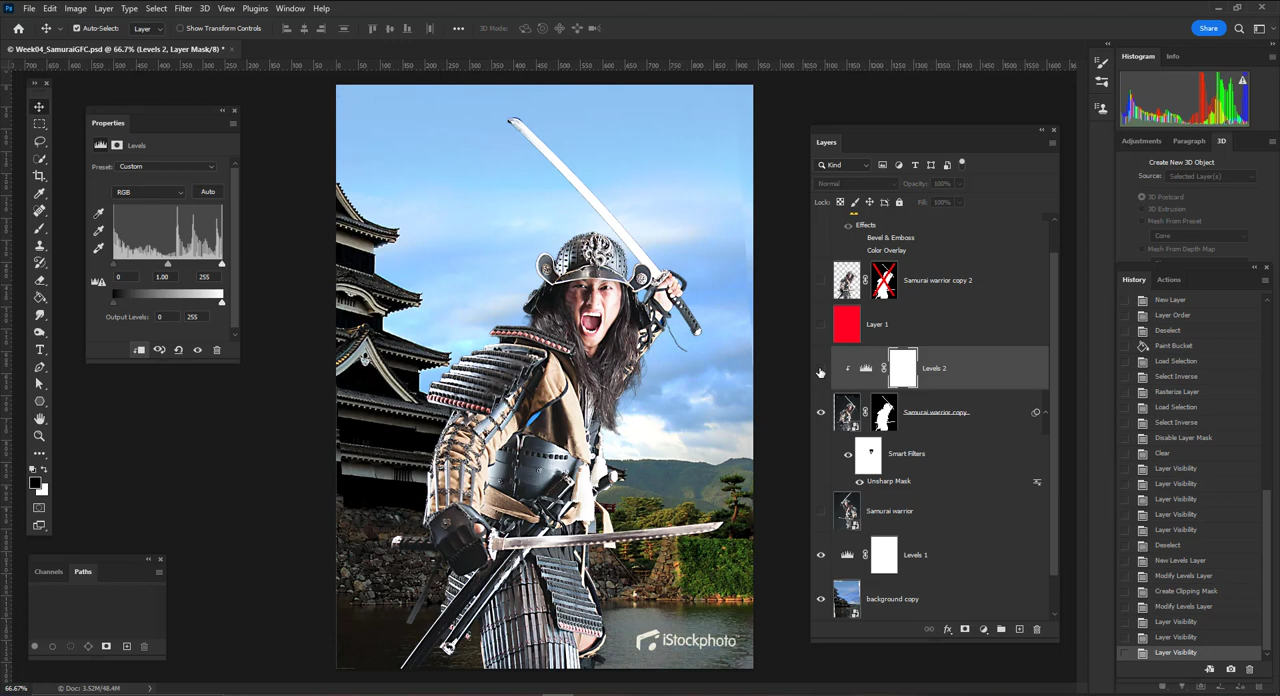 Ps File Edit Image Layer Type Select Filter 3D View Plugins Window Help
Auto-Select: Layer Show Transform Controls 3D Mode: Share
© Week04_SamuraiGFC.psd @ 66.7% (Levels 2, Layer Mask/8) *
Properties
Levels
Preset: Custom
RGB Auto
0 1.00 255
Output Levels: 0 255
Channels Paths
iStockphoto
Layers
Kind
Normal Opacity: 100%
Lock: Fill: 100%
Effects
Bevel & Emboss
Color Overlay
Samurai warrior copy 2
Layer 1
Levels 2
Samurai warrior copy
Smart Filters
Unsharp Mask
Samurai warrior
Levels 1
background copy
Histogram Info
Adjustments Paragraph 3D
Create New 3D Object
Source: Selected Layer(s)
3D Postcard
3D Extrusion
Mesh From Preset
Cone
Mesh From Depth Map
History Actions
New Layer
Layer Order
Deselect
Paint Bucket
Load Selection
Select Inverse
Rasterize Layer
Load Selection
Select Inverse
Disable Layer Mask
Clear
Layer Visibility
Layer Visibility
Layer Visibility
Layer Visibility
Layer Visibility
Deselect
New Levels Layer
Modify Levels Layer
Create Clipping Mask
Modify Levels Layer
Layer Visibility
Layer Visibility
Layer Visibility
66.67% Doc: 3.52M/48.4M